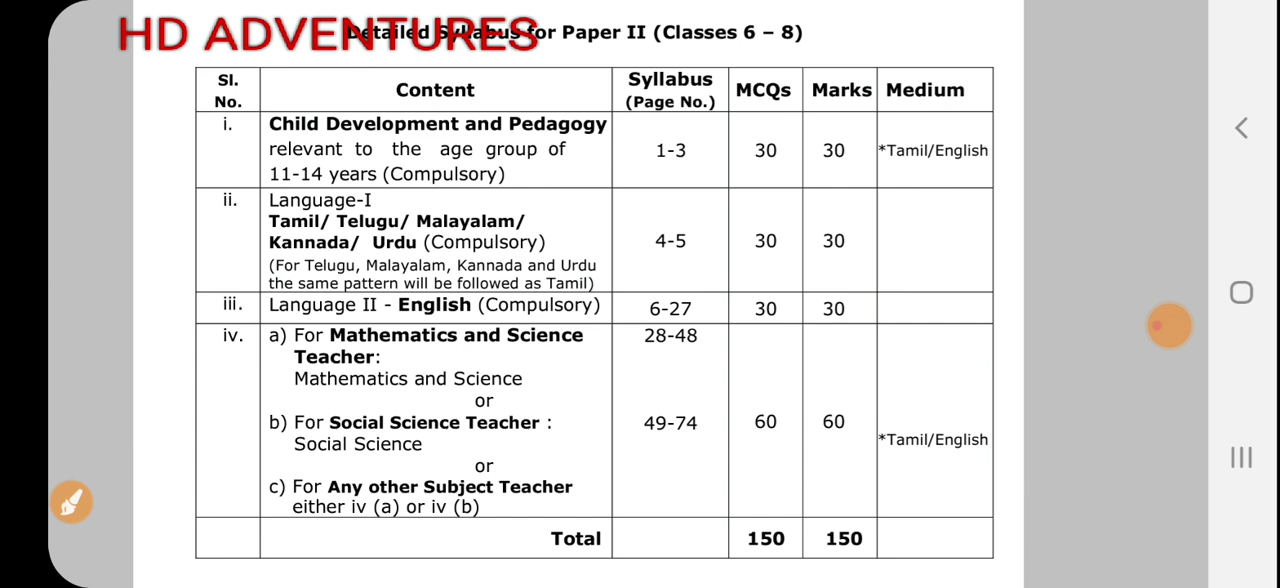 HD ADVENTURES
Detailed Syllabus for Paper II (Classes 6 – 8)
Sl. No. Content Syllabus (Page No.) MCQs Marks Medium
i. Child Development and Pedagogy
relevant to the age group of
11-14 years (Compulsory)
1-3 30 30 *Tamil/English
ii. Language-I
Tamil/ Telugu/ Malayalam/
Kannada/ Urdu (Compulsory)
4-5 30 30
(For Telugu, Malayalam, Kannada and Urdu
the same pattern will be followed as Tamil)
iii. Language II - English (Compulsory) 6-27 30 30
iv. a) For Mathematics and Science 28-48
Teacher:
Mathematics and Science
or
b) For Social Science Teacher : 49-74 60 60
Social Science *Tamil/English
or
c) For Any other Subject Teacher
either iv (a) or iv (b)
Total 150 150